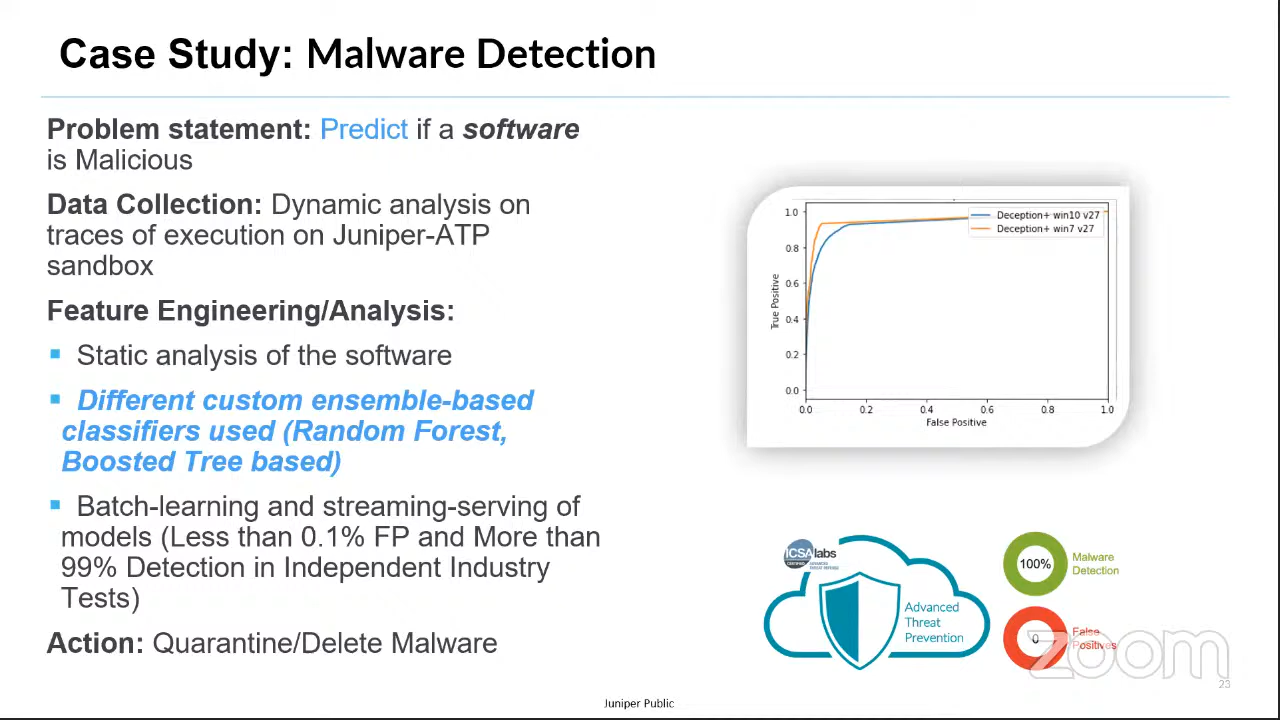 Case Study: Malware Detection
Problem statement: Predict if a software
is Malicious
Data Collection: Dynamic analysis on
traces of execution on Juniper-ATP
sandbox
Feature Engineering/Analysis:
Static analysis of the software
Different custom ensemble-based
classifiers used (Random Forest,
Boosted Tree based)
Batch-learning and streaming-serving of
models (Less than 0.1% FP and More than
99% Detection in Independent Industry
Tests)
Action: Quarantine/Delete Malware
Deception+ win10 v27
Deception+ win7 v27
1.0
0.8
0.6
0.4
0.2
0.0
True Positive
0.0 0.2 0.4 0.6 0.8 1.0
False Positive
ICSAlabs
Advanced
Threat
Prevention
100%
Malware
Detection
0
False
Positives
zoom
23
Juniper Public